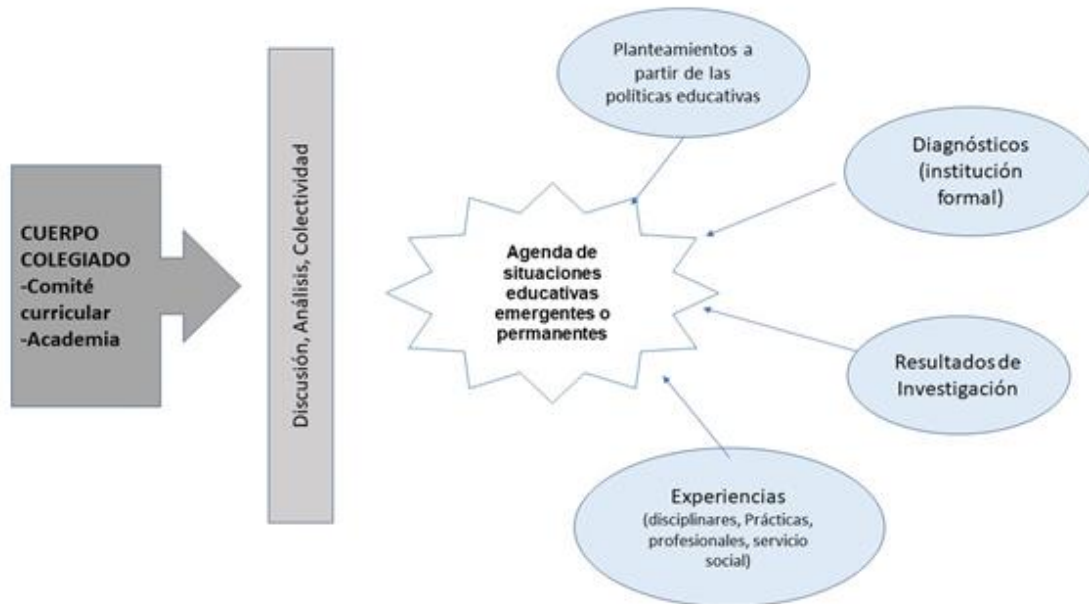 CUERPO
COLEGIADO
-Comité
curricular
-Academia
Discusión, Análisis, Colectividad
Agenda de
situaciones
educativas
emergentes o
permanentes
Planteamientos a
partir de las
políticas educativas
Diagnósticos
(institución
formal)
Resultados de
Investigación
Experiencias
(disciplinares, Prácticas,
profesionales, servicio
social)